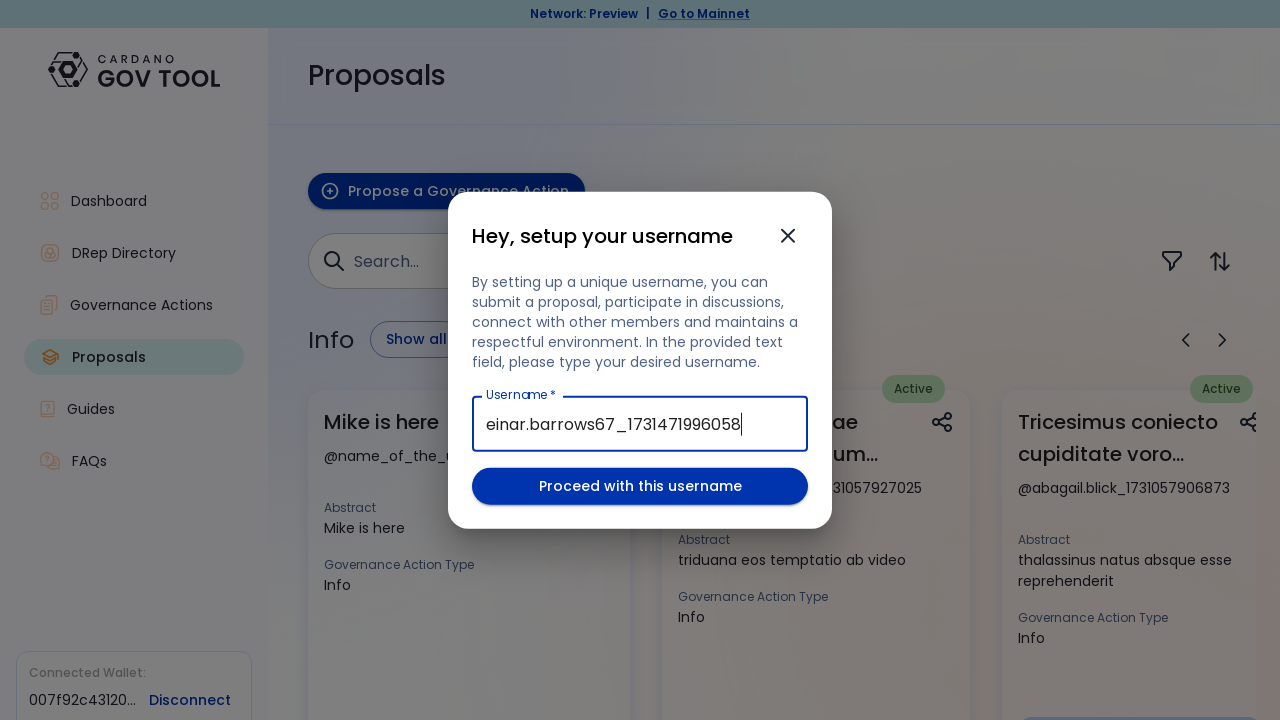 Network: Preview | Go to Mainnet
CARDANO
GOV TOOL
Proposals
Dashboard
DRep Directory
Governance Actions
Proposals
Guides
FAQs
Connected Wallet:
007f92c43120... Disconnect
Propose a Governance Action
Search...
Info
Show all
Hey, setup your username
By setting up a unique username, you can
submit a proposal, participate in discussions,
connect with other members and maintains a
respectful environment. In the provided text
field, please type your desired username.
Username *
einar.barrows67_1731471996058
Proceed with this username
Mike is here
@name_of_the_
Abstract
Mike is here
Governance Action Type
Info
Active
ae
um...
31057927025
Abstract
triduana eos temptatio ab video
Governance Action Type
Info
Active
Tricesimus coniecto
cupiditate voro...
@abagail.blick_1731057906873
Abstract
thalassinus natus absque esse
reprehenderit
Governance Action Type
Info